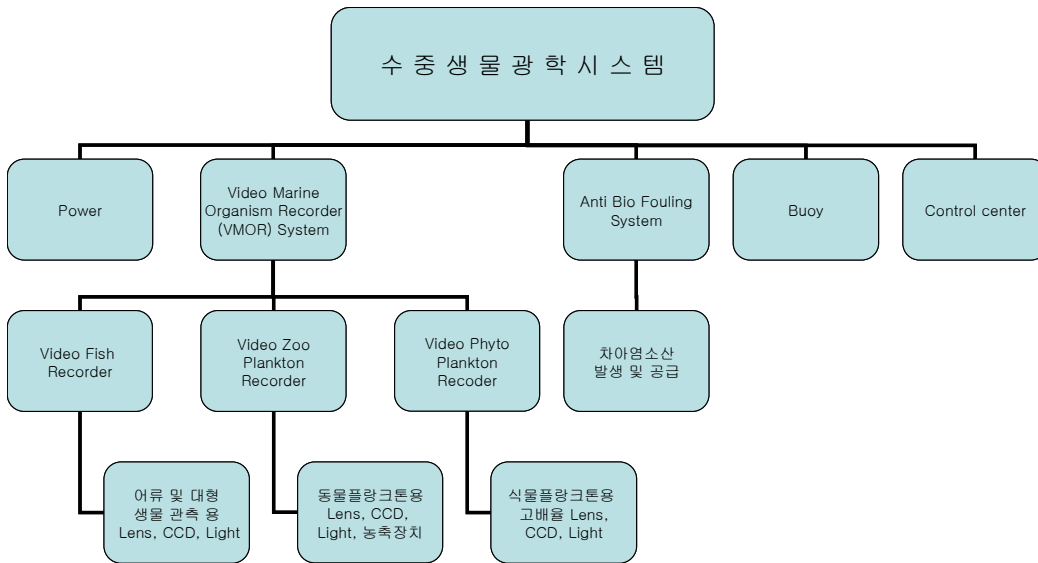 수 중 생 물 광 학 시 스 템
Power
Video Marine
Organism Recorder
(VMOR) System
Anti Bio Fouling
System
Buoy
Control center
Video Fish
Recorder
Video Zoo
Plankton
Recorder
Video Phyto
Plankton
Recoder
차아염소산
발생 및 공급
어류 및 대형
생물 관측 용
Lens, CCD, Light
동물플랑크톤용
Lens, CCD,
Light, 농축장치
식물플랑크톤용
고배율 Lens,
CCD, Light